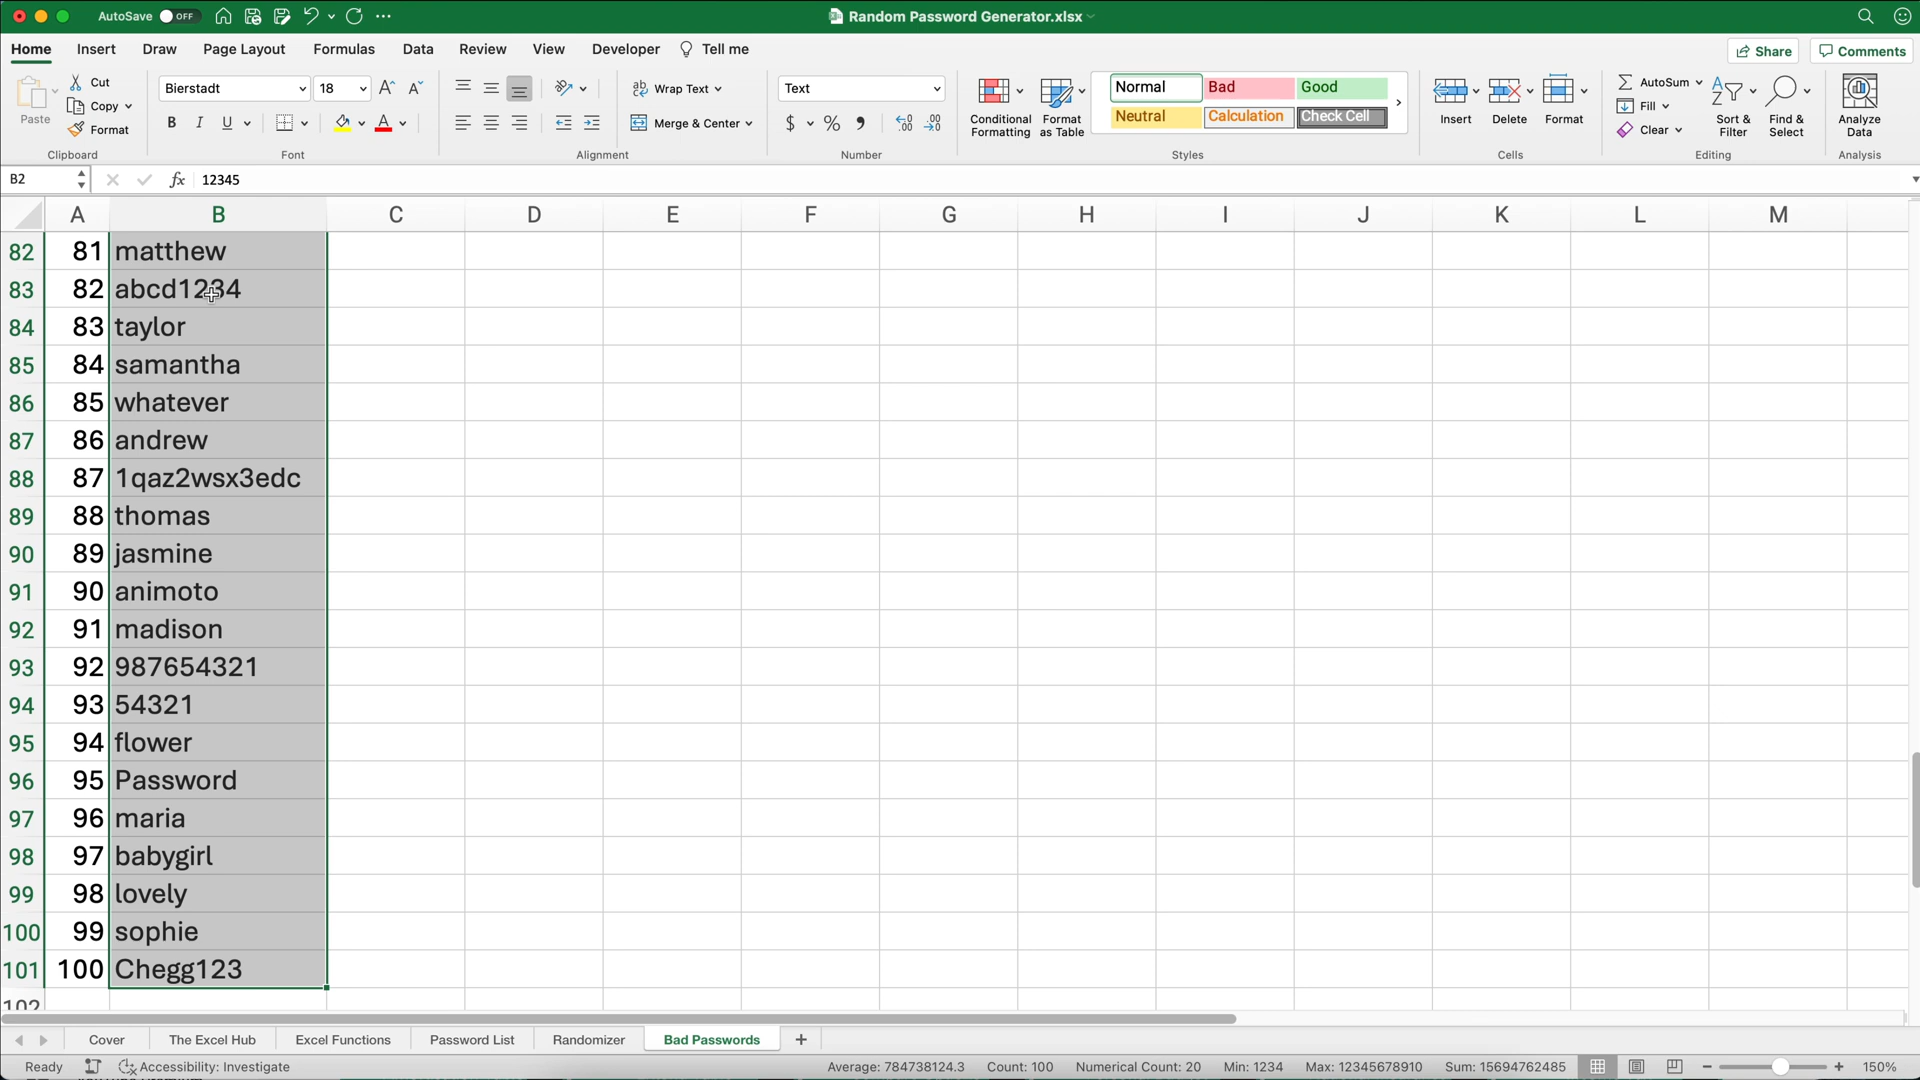 AutoSave OFF Random Password Generator.xlsx
Home Insert Draw Page Layout Formulas Data Review View Developer Tell me Share Comments
Paste Cut Copy Format Clipboard
Bierstadt 18 A A B I U A Font
Wrap Text Merge & Center Alignment
Text $ % Number
Conditional Formatting Format as Table Normal Bad Good Neutral Calculation Check Cell Styles
Insert Delete Format Cells
AutoSum Fill Clear Sort & Filter Find & Select Editing
Analyze Data Analysis
B2 fx 12345
A B C D E F G H I J K L M
82 81 matthew
83 82 abcd1234
84 83 taylor
85 84 samantha
86 85 whatever
87 86 andrew
88 87 1qaz2wsx3edc
89 88 thomas
90 89 jasmine
91 90 animoto
92 91 madison
93 92 987654321
94 93 54321
95 94 flower
96 95 Password
97 96 maria
98 97 babygirl
99 98 lovely
100 99 sophie
101 100 Chegg123
102
Cover The Excel Hub Excel Functions Password List Randomizer Bad Passwords +
Ready Accessibility: Investigate Average: 784738124.3 Count: 100 Numerical Count: 20 Min: 1234 Max: 12345678910 Sum: 15694762485 150%